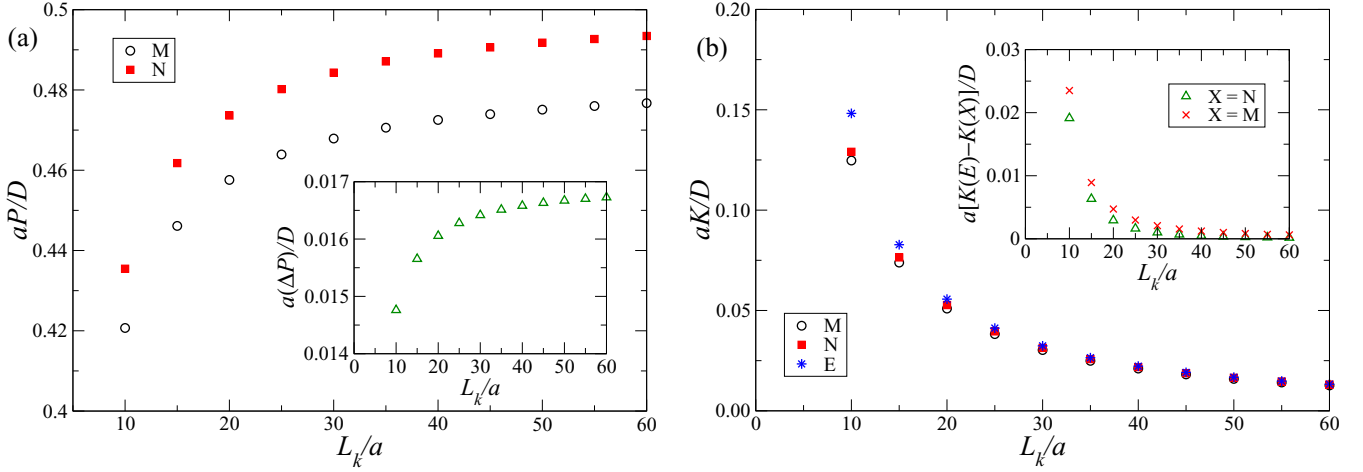 (a)
aP/D
0.5
0.48
0.46
0.44
0.42
0.4
M
N
10 20 30 40 50 60
L_k/a
a(ΔP)/D
0.017
0.016
0.015
0.014
0 10 20 30 40 50 60
L_k/a
(b)
aK/D
0.20
0.15
0.10
0.05
0.00
M
N
E
0 10 20 30 40 50 60
L_k/a
a[K(E)−K(X)]/D
0.03
0.02
0.01
0
X = N
X = M
0 10 20 30 40 50 60
L_k/a